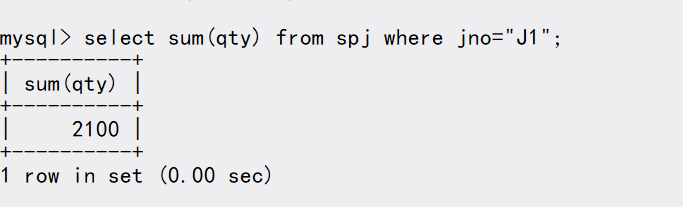 mysql> select sum(qty) from spj where jno="J1";
+----------+
| sum(qty) |
+----------+
|     2100 |
+----------+
1 row in set (0.00 sec)